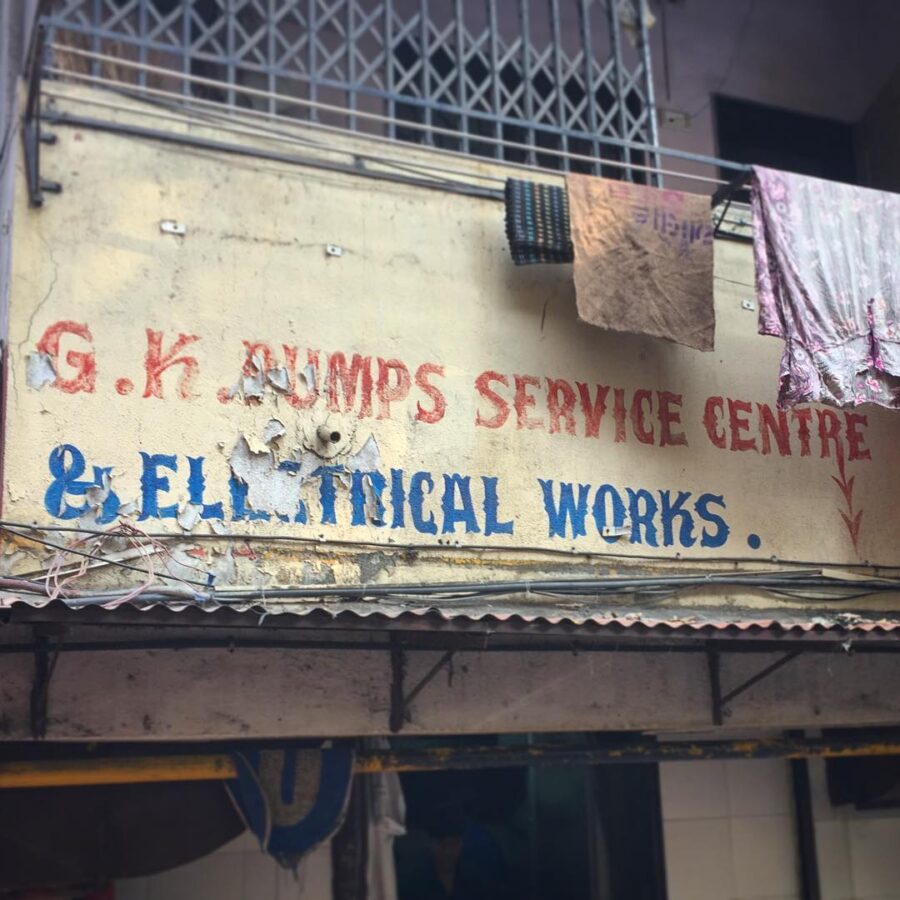 G.K PUMPS SERVICE CENTRE
& ELECTRICAL WORKS.